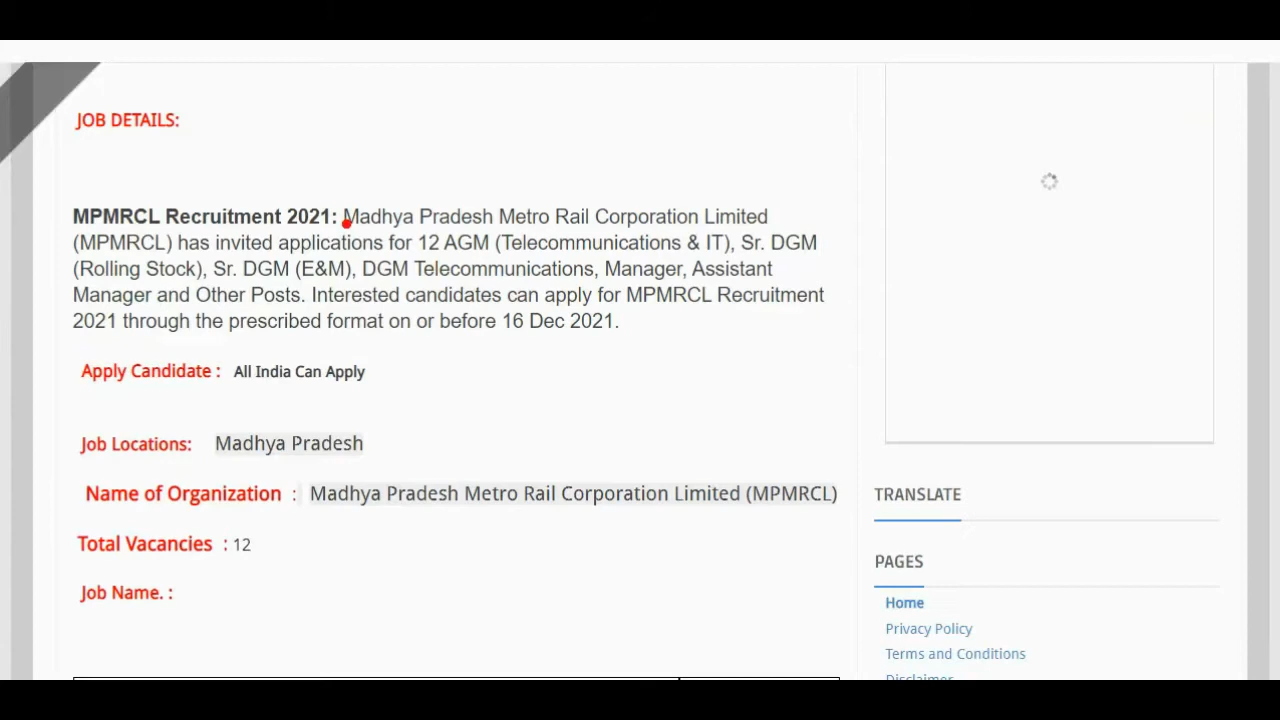 JOB DETAILS:
MPMRCL Recruitment 2021: Madhya Pradesh Metro Rail Corporation Limited
(MPMRCL) has invited applications for 12 AGM (Telecommunications & IT), Sr. DGM
(Rolling Stock), Sr. DGM (E&M), DGM Telecommunications, Manager, Assistant
Manager and Other Posts. Interested candidates can apply for MPMRCL Recruitment
2021 through the prescribed format on or before 16 Dec 2021.
Apply Candidate : All India Can Apply
Job Locations: Madhya Pradesh
Name of Organization : Madhya Pradesh Metro Rail Corporation Limited (MPMRCL)
Total Vacancies : 12
Job Name. :
TRANSLATE
PAGES
Home
Privacy Policy
Terms and Conditions
Disclaimer